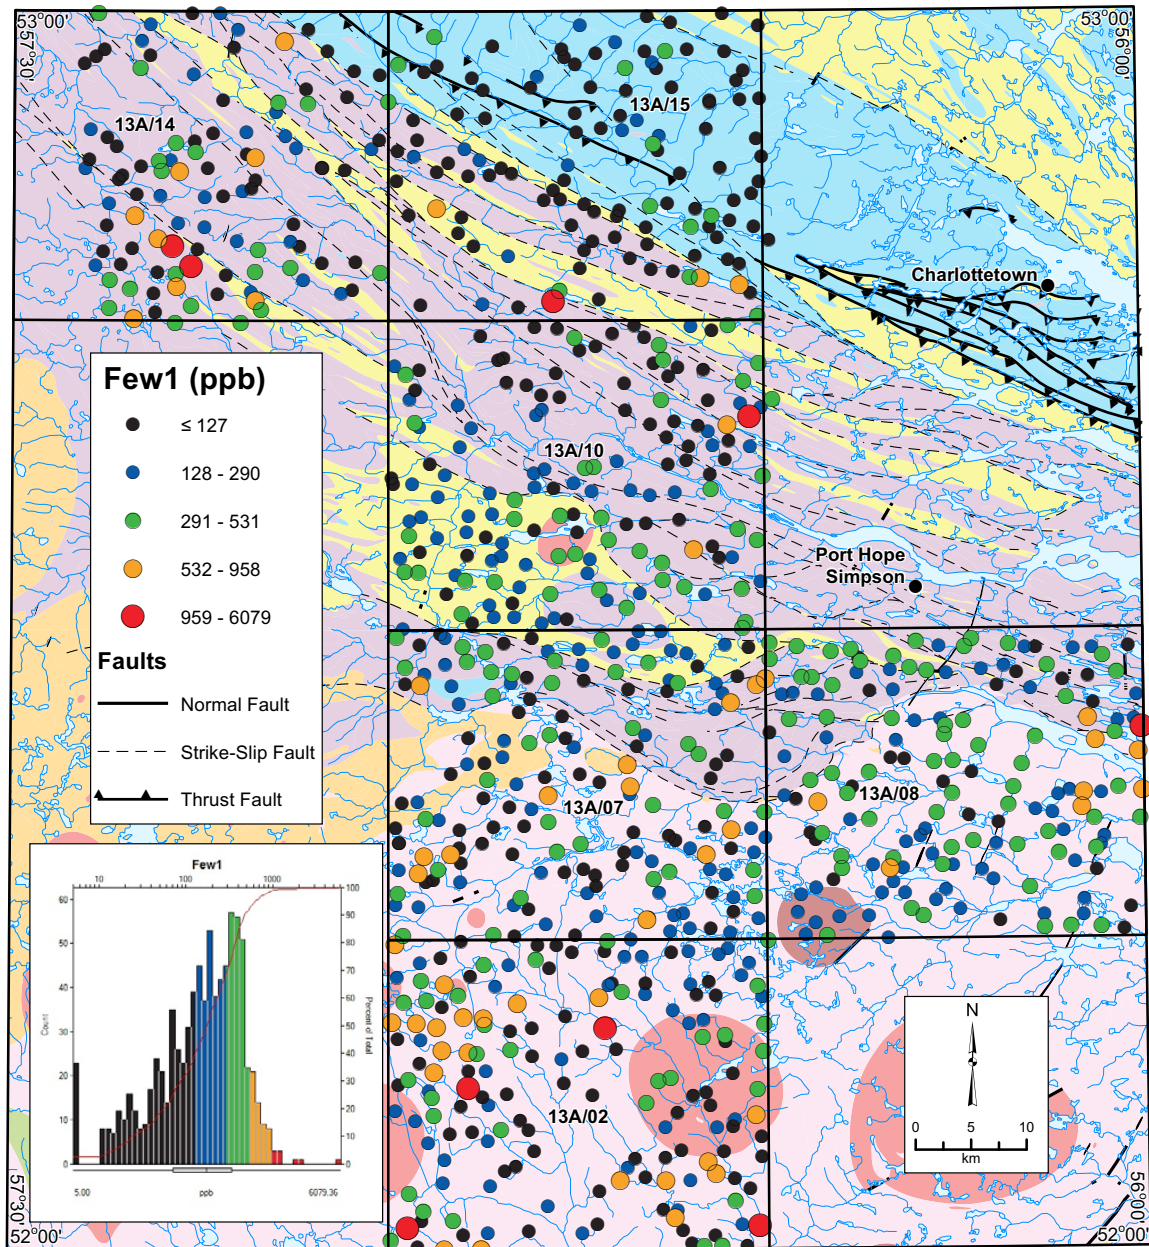 53°00'
57°30'
53°00'
56°00'
13A/14
13A/15
Charlottetown
13A/10
Port Hope
Simpson
13A/07
13A/08
13A/02
Few1 (ppb)
≤ 127
128 - 290
291 - 531
532 - 958
959 - 6079
Faults
Normal Fault
Strike-Slip Fault
Thrust Fault
Few1
10 100 1000
60
50
40
30
20
10
0
Count
100
90
80
70
60
50
40
30
20
10
0
Percent of Total
5.00 ppb 6079.36
N
0 5 10
km
57°30'
52°00'
56°00'
52°00'